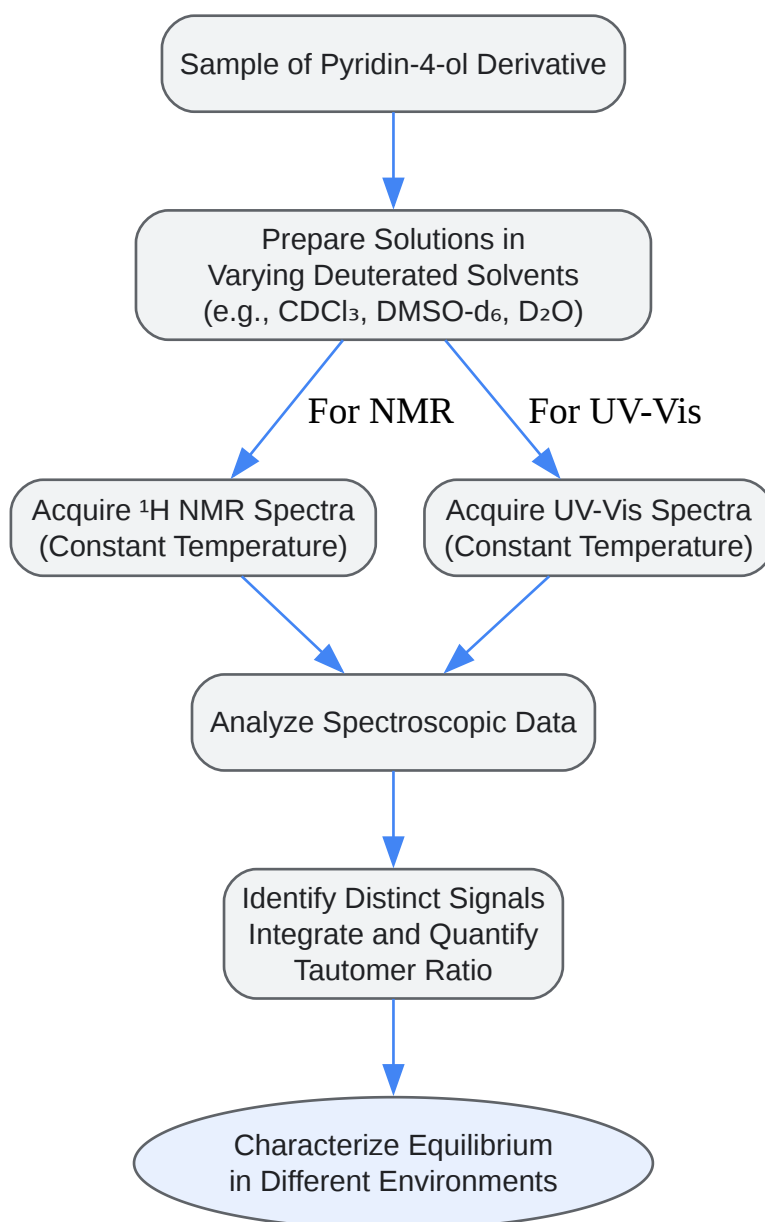 Sample of Pyridin-4-ol Derivative
Prepare Solutions in
Varying Deuterated Solvents
(e.g., CDCl₃, DMSO-d₆, D₂O)
For NMR
For UV-Vis
Acquire ¹H NMR Spectra
(Constant Temperature)
Acquire UV-Vis Spectra
(Constant Temperature)
Analyze Spectroscopic Data
Identify Distinct Signals
Integrate and Quantify
Tautomer Ratio
Characterize Equilibrium
in Different Environments